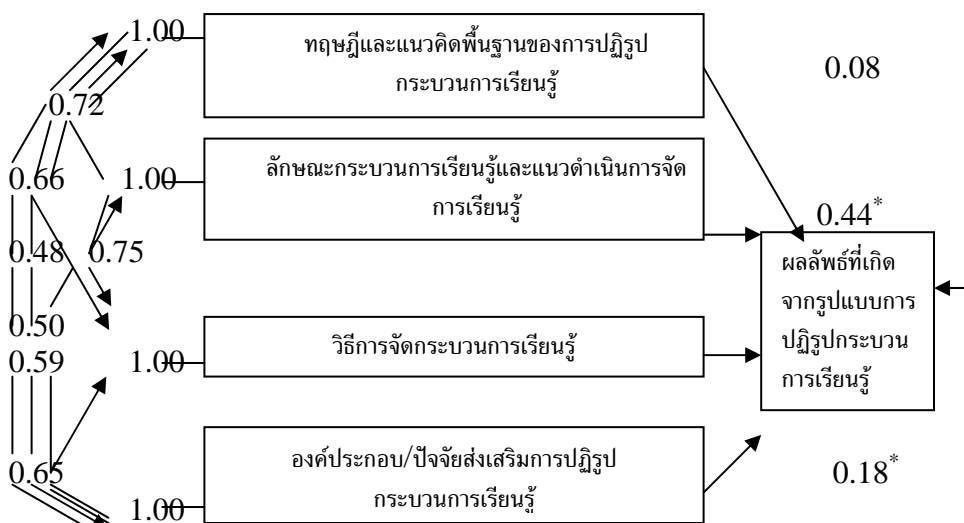 1.00
ทฤษฎีและแนวคิดพื้นฐานของการปฏิรูป
กระบวนการเรียนรู้
0.08
0.72
0.66
1.00
ลักษณะกระบวนการเรียนรู้และแนวดำเนินการจัด
การเรียนรู้
0.44*
0.48
0.75
ผลลัพธ์ที่เกิด
จากรูปแบบการ
ปฏิรูปกระบวน
การเรียนรู้
0.50
0.59
1.00
วิธีการจัดกระบวนการเรียนรู้
0.65
องค์ประกอบ/ปัจจัยส่งเสริมการปฏิรูป
กระบวนการเรียนรู้
0.18*
1.00